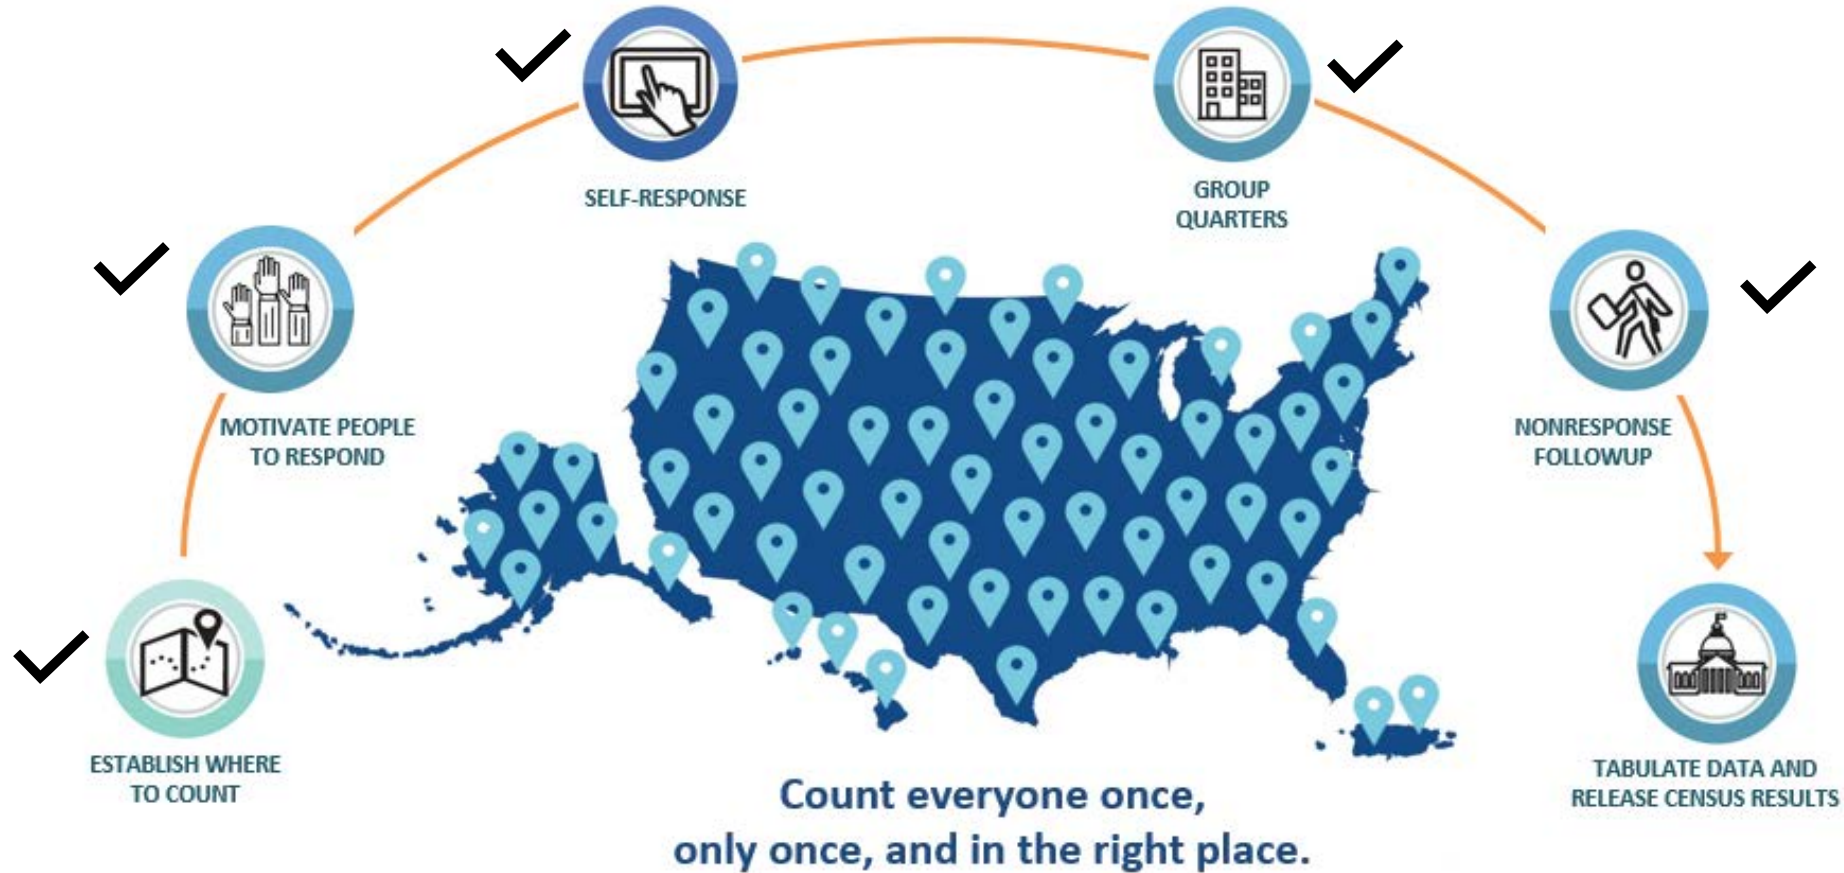 SELF-RESPONSE
GROUP
QUARTERS
MOTIVATE PEOPLE
TO RESPOND
NONRESPONSE
FOLLOWUP
ESTABLISH WHERE
TO COUNT
TABULATE DATA AND
RELEASE CENSUS RESULTS
Count everyone once,
only once, and in the right place.